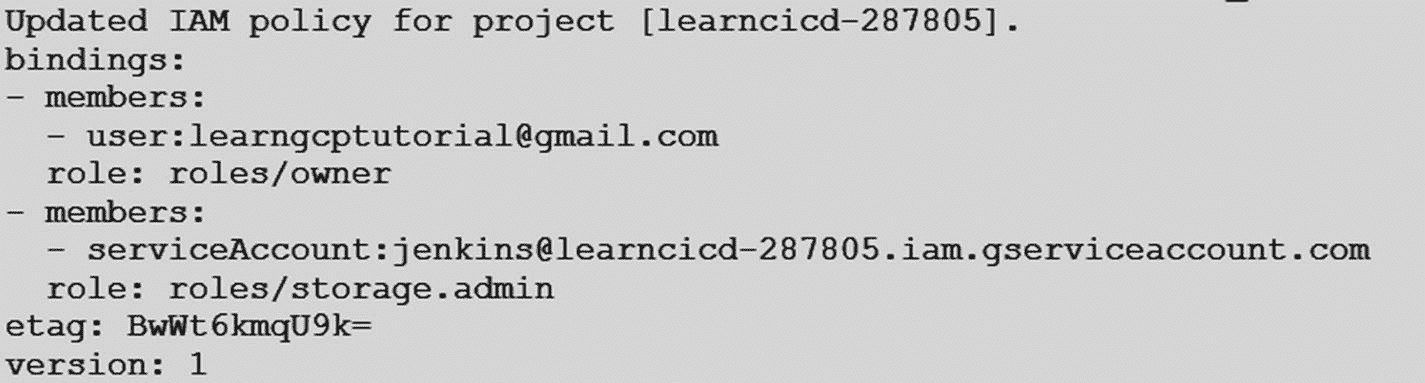 Updated IAM policy for project [learncicd-287805].
bindings:
- members:
  - user:learngcptutorial@gmail.com
  role: roles/owner
- members:
  - serviceAccount:jenkins@learncicd-287805.iam.gserviceaccount.com
  role: roles/storage.admin
etag: BwWt6kmqU9k=
version: 1